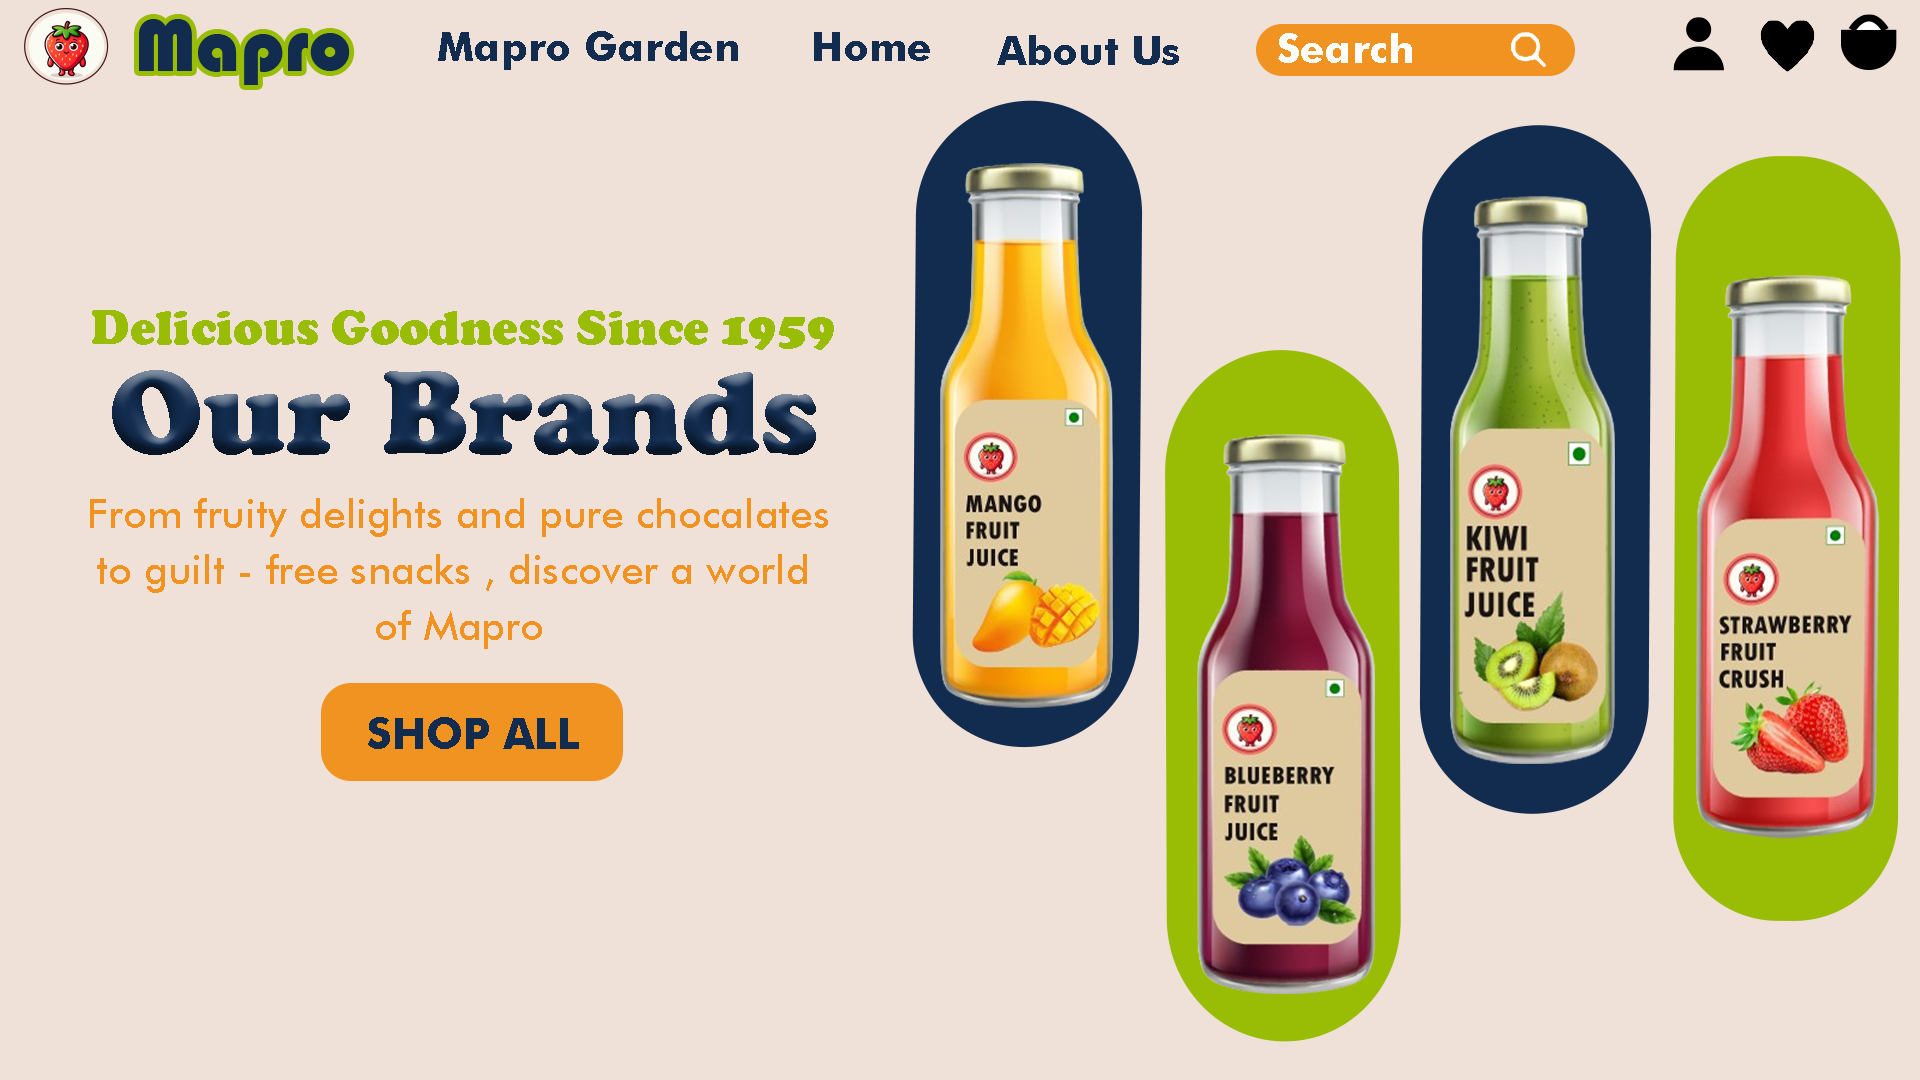 Mapro
Mapro Garden
Home
About Us
Search
Delicious Goodness Since 1959
Our Brands
From fruity delights and pure chocalates
to guilt - free snacks , discover a world
of Mapro
SHOP ALL
MANGO
FRUIT
JUICE
BLUEBERRY
FRUIT
JUICE
KIWI
FRUIT
JUICE
STRAWBERRY
FRUIT
CRUSH